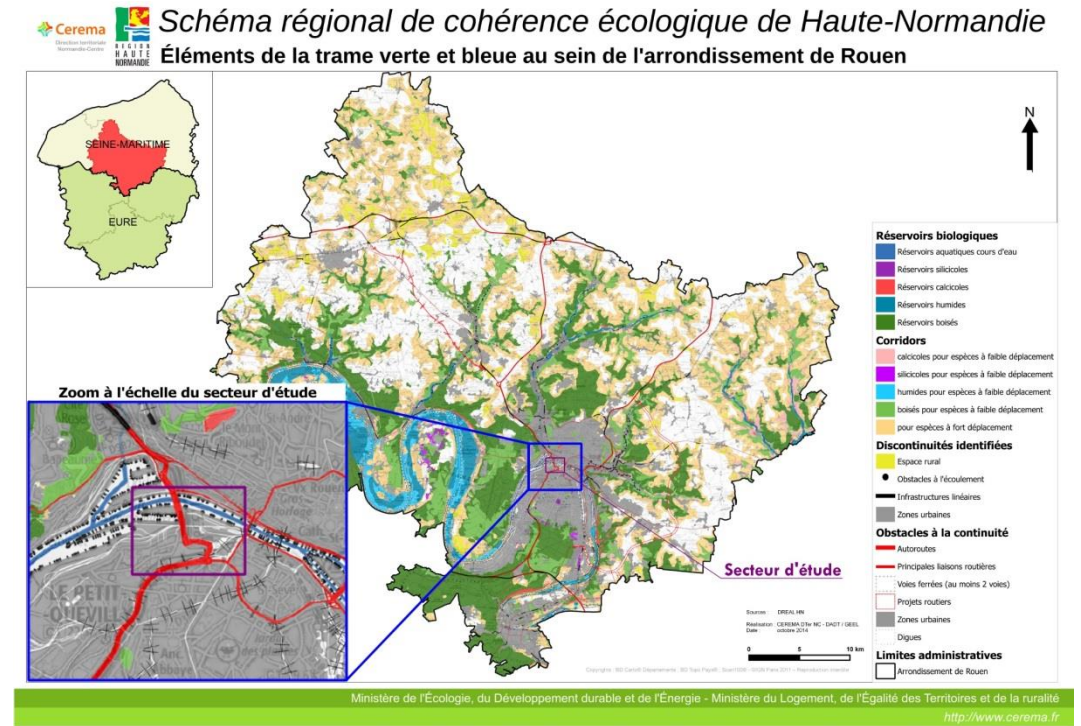 Cerema
Direction territoriale
Normandie-Centre
RÉGION
HAUTE
NORMANDIE
Schéma régional de cohérence écologique de Haute-Normandie
Éléments de la trame verte et bleue au sein de l'arrondissement de Rouen
SEINE-MARITIME
EURE
N
Réservoirs biologiques
Réservoirs aquatiques cours d'eau
Réservoirs silicicoles
Réservoirs calcicoles
Réservoirs humides
Réservoirs boisés
Corridors
calcicoles pour espèces à faible déplacement
silicicoles pour espèces à faible déplacement
humides pour espèces à faible déplacement
boisés pour espèces à faible déplacement
pour espèces à fort déplacement
Discontinuités identifiées
Espace rural
Obstacles à l'écoulement
Infrastructures linéaires
Zones urbaines
Obstacles à la continuité
Autoroutes
Principales liaisons routières
Voies ferrées (au moins 2 voies)
Projets routiers
Zones urbaines
Digues
Limites administratives
Arrondissement de Rouen
Zoom à l'échelle du secteur d'étude
LE PETIT
Secteur d'étude
Sources : DREAL HN
Réalisation : CEREMA DTer NC - DADT / GEEL
Date : octobre 2014
0 5 10 km
Ministère de l'Écologie, du Développement durable et de l'Énergie - Ministère du Logement, de l'Égalité des Territoires et de la ruralité
http://www.cerema.fr